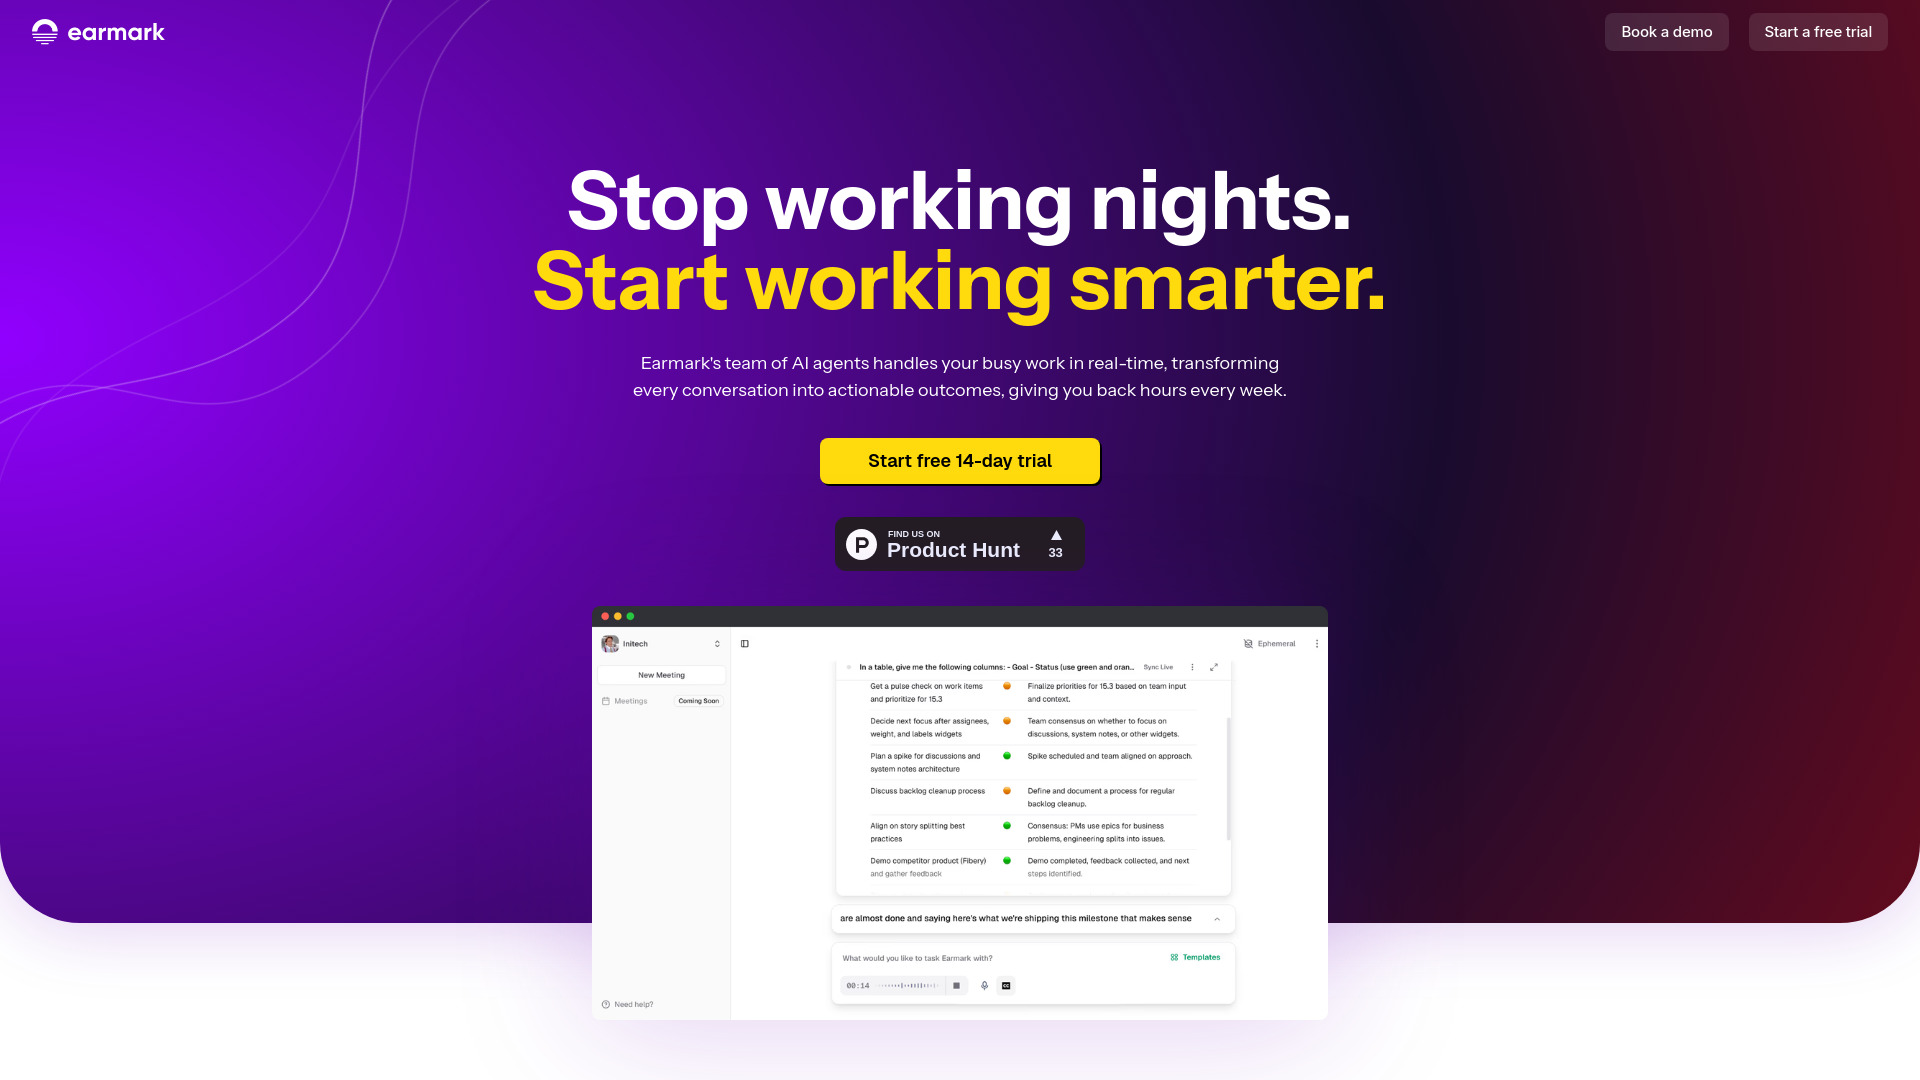 earmark
Book a demo
Start a free trial
Stop working nights.
Start working smarter.
Earmark's team of AI agents handles your busy work in real-time, transforming
every conversation into actionable outcomes, giving you back hours every week.
Start free 14-day trial
P
FIND US ON
Product Hunt
33
Initech
Ephemeral
New Meeting
Meetings
Coming Soon
In a table, give me the following columns: - Goal - Status (use green and oran...
Sync Live
Get a pulse check on work items
and prioritize for 15.3
Finalize priorities for 15.3 based on team input
and context.
Decide next focus after assignees,
weight, and labels widgets
Team consensus on whether to focus on
discussions, system notes, or other widgets.
Plan a spike for discussions and
system notes architecture
Spike scheduled and team aligned on approach.
Discuss backlog cleanup process
Define and document a process for regular
backlog cleanup.
Align on story splitting best
practices
Consensus: PMs use epics for business
problems, engineering splits into issues.
Demo competitor product (Fibery)
and gather feedback
Demo completed, feedback collected, and next
steps identified.
are almost done and saying here's what we're shipping this milestone that makes sense
What would you like to task Earmark with?
Templates
00:14
CC
Need help?